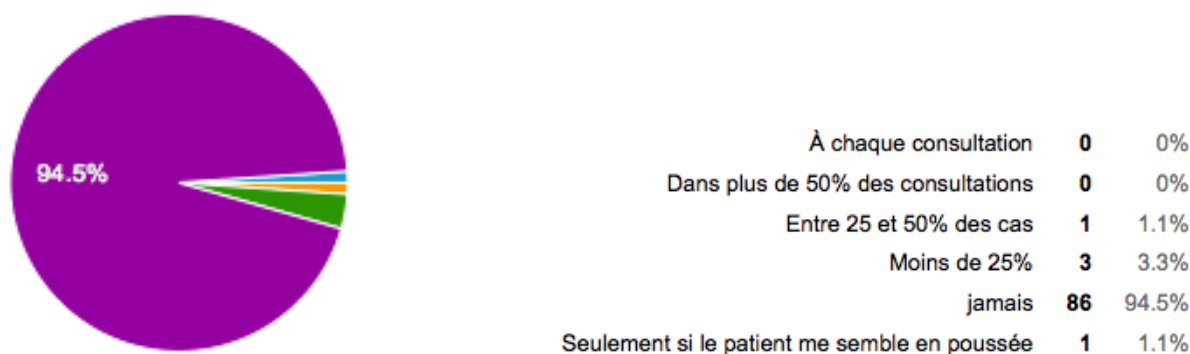 94.5%
À chaque consultation 0 0%
Dans plus de 50% des consultations 0 0%
Entre 25 et 50% des cas 1 1.1%
Moins de 25% 3 3.3%
jamais 86 94.5%
Seulement si le patient me semble en poussée 1 1.1%